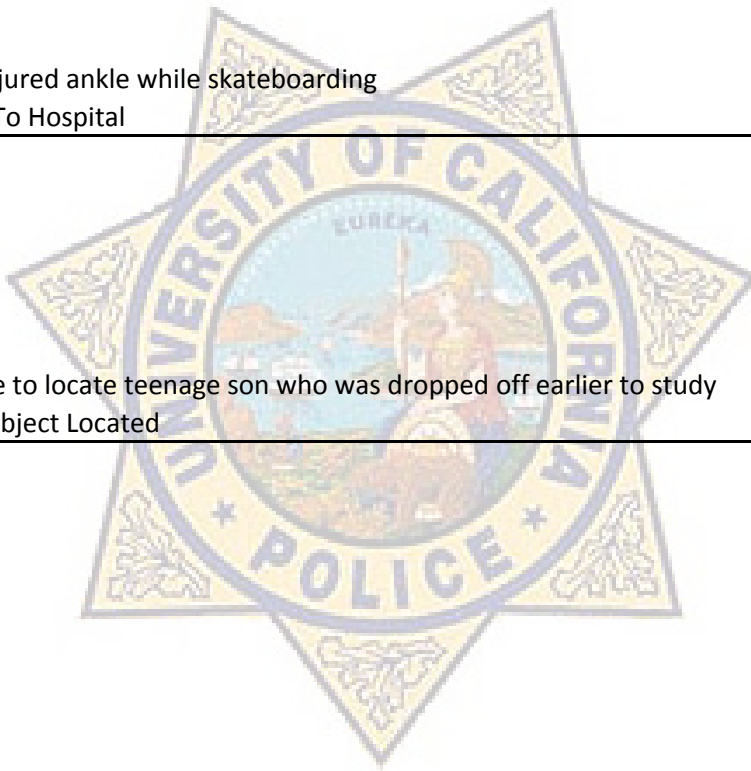 jured ankle while skateboarding
To Hospital
UNIVERSITY OF CALIFORNIA
EUREKA
e to locate teenage son who was dropped off earlier to study
bject Located
* POLICE *